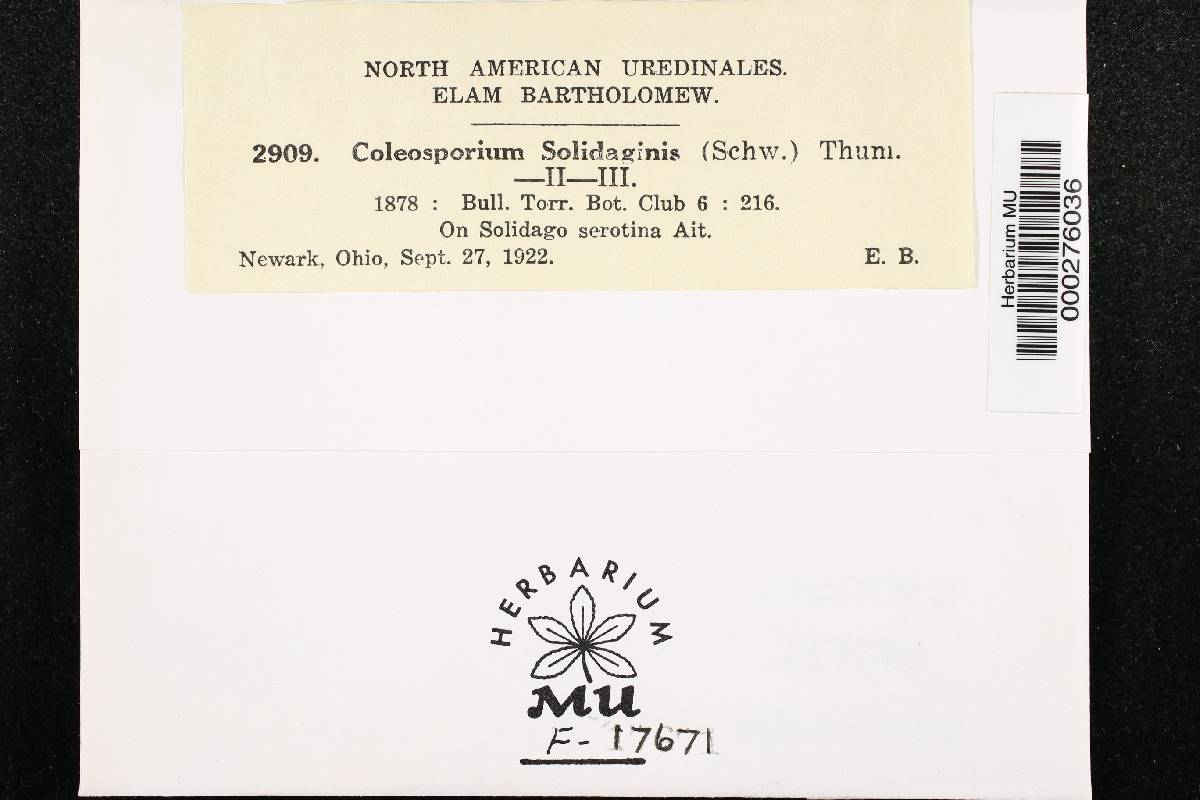 NORTH AMERICAN UREDINALES.
ELAM BARTHOLOMEW.
2909. Coleosporium Solidaginis (Schw.) Thum.
—II—III.
1878 : Bull. Torr. Bot. Club 6 : 216.
On Solidago serotina Ait.
Newark, Ohio, Sept. 27, 1922. E. B.
Herbarium MU
000276036
HERBARIUM
MU
F- 17671